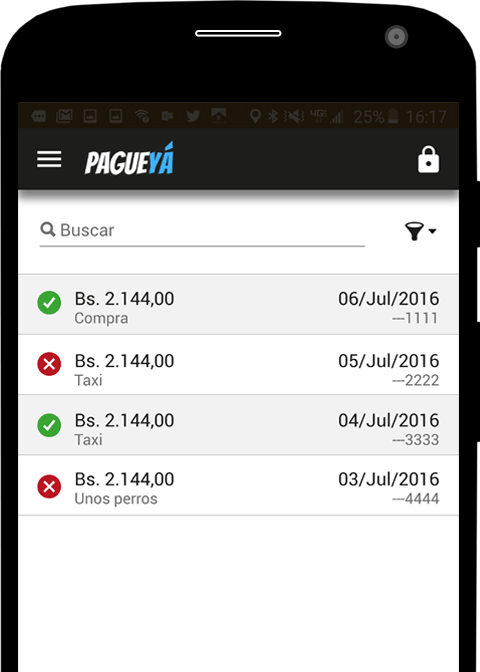 25% 16:17
PAGUEYÁ
Buscar
Bs. 2.144,00 06/Jul/2016
Compra ---1111
Bs. 2.144,00 05/Jul/2016
Taxi ---2222
Bs. 2.144,00 04/Jul/2016
Taxi ---3333
Bs. 2.144,00 03/Jul/2016
Unos perros ---4444